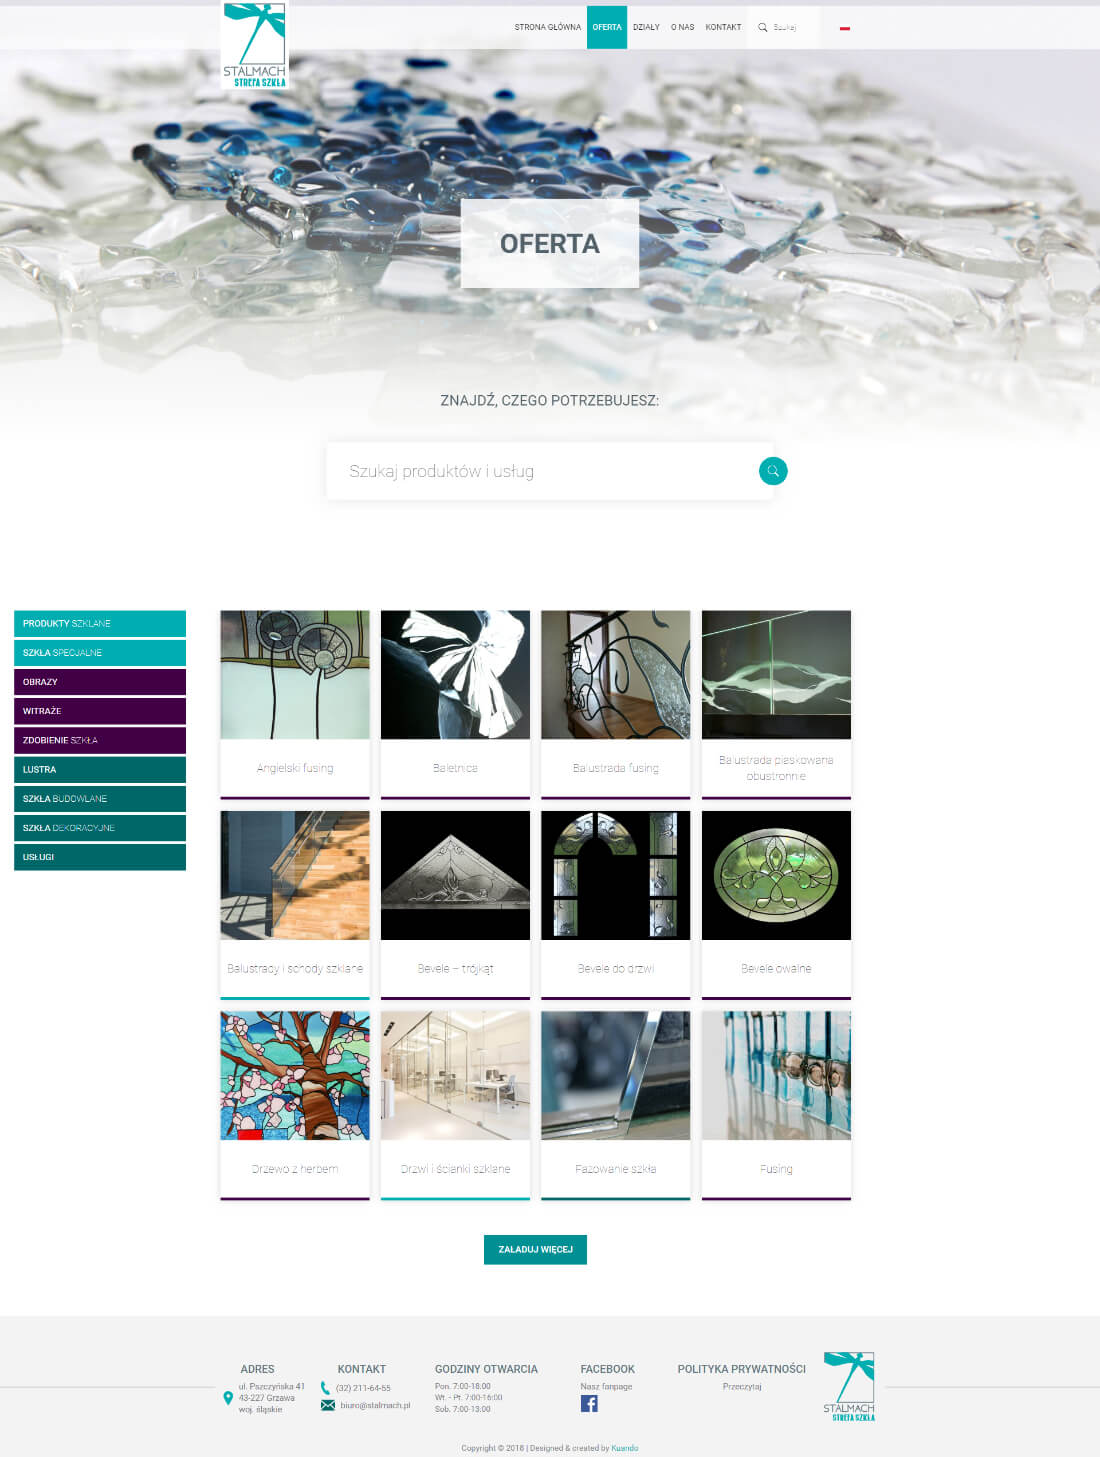 STALMACH
STREFA SZKŁA
STRONA GŁÓWNA
OFERTA
DZIAŁY
O NAS
KONTAKT
Szukaj
OFERTA
ZNAJDŹ, CZEGO POTRZEBUJESZ:
Szukaj produktów i usług
PRODUKTY SZKLANE
SZKŁA SPECJALNE
OBRAZY
WITRAŻE
ZDOBIENIE SZKŁA
LUSTRA
SZKŁA BUDOWLANE
SZKŁA DEKORACYJNE
USŁUGI
Angielski fusing
Baletnica
Balustrada fusing
Balustrada piaskowana
obustronnie
Balustrady i schody szklane
Bevele – trójkąt
Bevele do drzwi
Bevele owalne
Drzewo z herbem
Drzwi i ścianki szklane
Fazowanie szkła
Fusing
ZAŁADUJ WIĘCEJ
ADRES
ul. Pszczyńska 41
43-227 Grzawa
woj. śląskie
KONTAKT
(32) 211-64-55
biuro@stalmach.pl
GODZINY OTWARCIA
Pon. 7:00-18:00
Wt. - Pt. 7:00-16:00
Sob. 7:00-13:00
FACEBOOK
Nasz fanpage
POLITYKA PRYWATNOŚCI
Przeczytaj
STALMACH
STREFA SZKŁA
Copyright © 2018 | Designed & created by Kuando